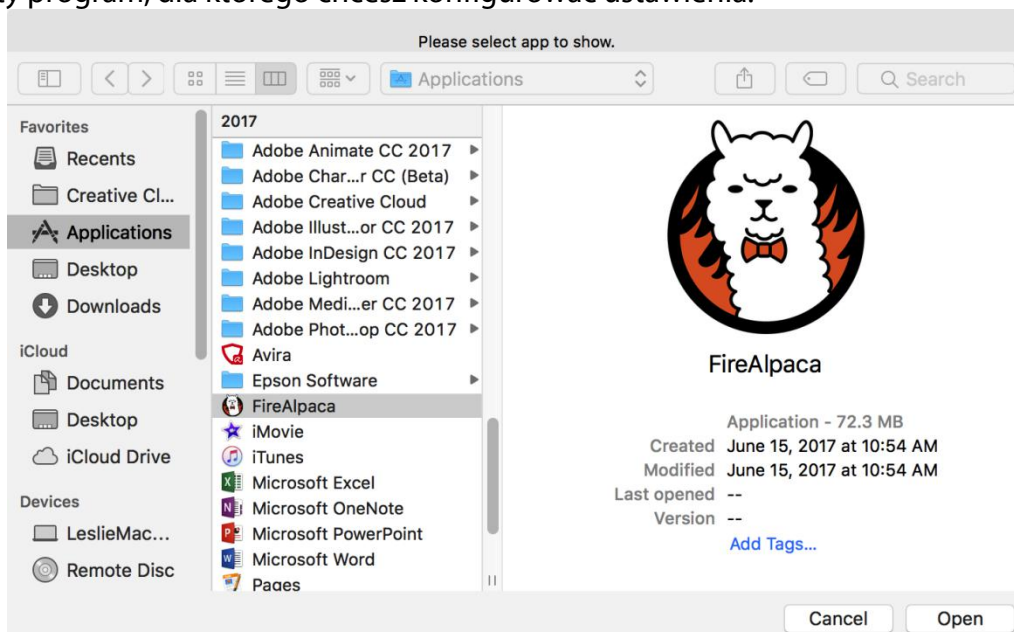 program, dla którego chcesz konfigurować ustawienia.
Please select app to show.
Applications
Search
Favorites
Recents
Creative Cl...
Applications
Desktop
Downloads
iCloud
Documents
Desktop
iCloud Drive
Devices
LeslieMac...
Remote Disc
2017
Adobe Animate CC 2017
Adobe Char...r CC (Beta)
Adobe Creative Cloud
Adobe Illust...or CC 2017
Adobe InDesign CC 2017
Adobe Lightroom
Adobe Medi...er CC 2017
Adobe Phot...op CC 2017
Avira
Epson Software
FireAlpaca
iMovie
iTunes
Microsoft Excel
Microsoft OneNote
Microsoft PowerPoint
Microsoft Word
Pages
FireAlpaca
Application - 72.3 MB
Created June 15, 2017 at 10:54 AM
Modified June 15, 2017 at 10:54 AM
Last opened --
Version --
Add Tags...
Cancel
Open